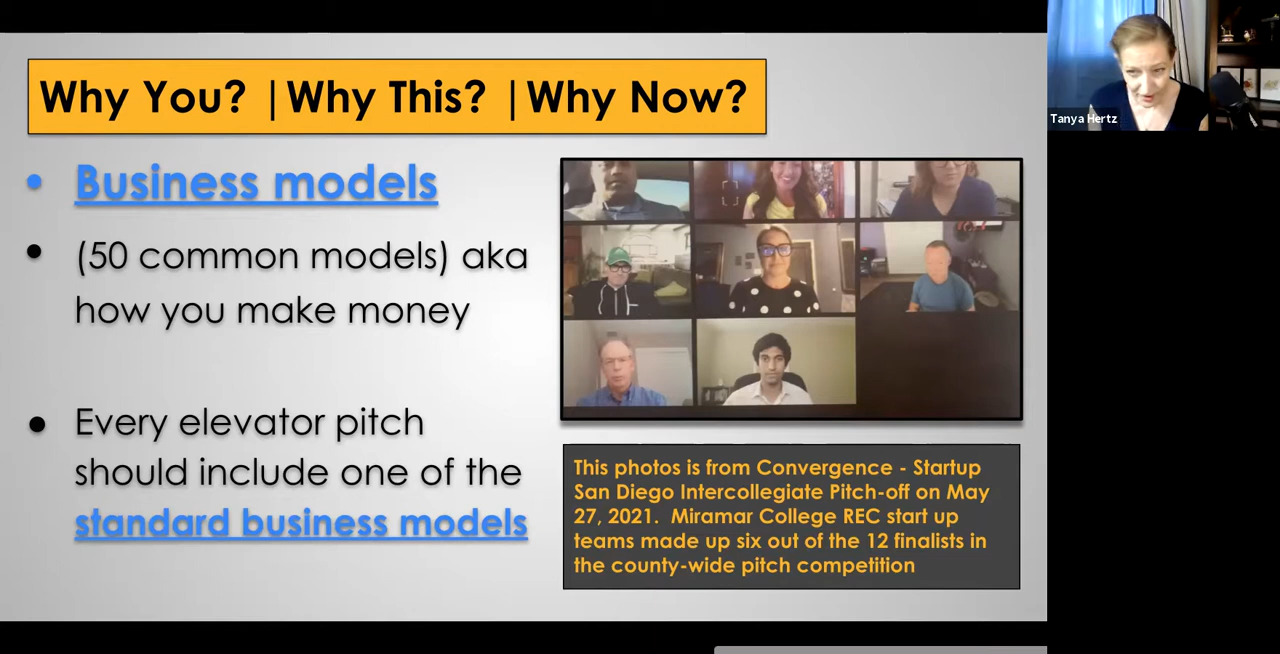 Why You? | Why This? | Why Now?
• Business models
• (50 common models) aka
how you make money
• Every elevator pitch
should include one of the
standard business models
This photos is from Convergence - Startup
San Diego Intercollegiate Pitch-off on May
27, 2021.  Miramar College REC start up
teams made up six out of the 12 finalists in
the county-wide pitch competition
Tanya Hertz